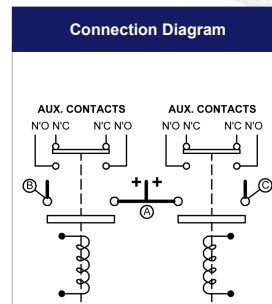 Connection Diagram
AUX. CONTACTS AUX. CONTACTS
N'O N'C N'C N'O N'O N'C N'C N'O
+ +
B A C